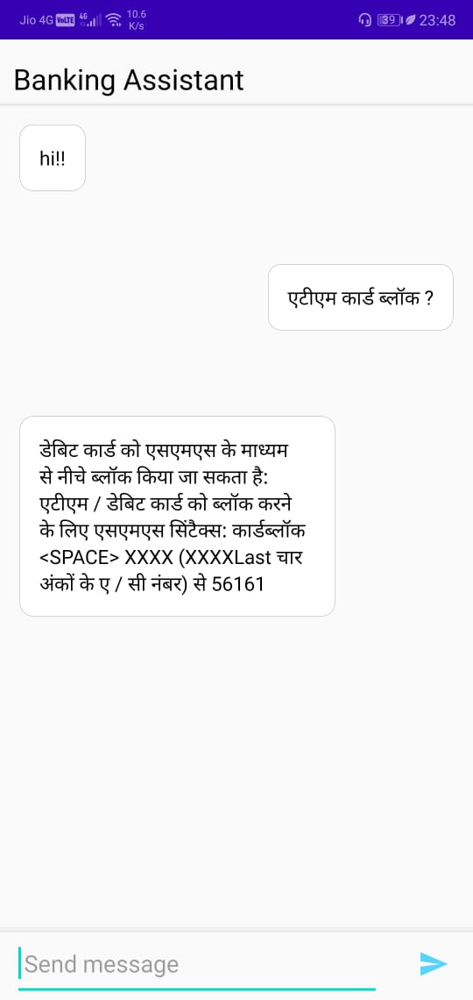 Jio 4G VoLTE 4G 10.6 K/s 39 23:48
Banking Assistant
hi!!
एटीएम कार्ड ब्लॉक ?
डेबिट कार्ड को एसएमएस के माध्यम
से नीचे ब्लॉक किया जा सकता है:
एटीएम / डेबिट कार्ड को ब्लॉक करने
के लिए एसएमएस सिंटैक्स: कार्डब्लॉक
<SPACE> XXXX (XXXXLast चार
अंकों के ए / सी नंबर) से 56161
Send message